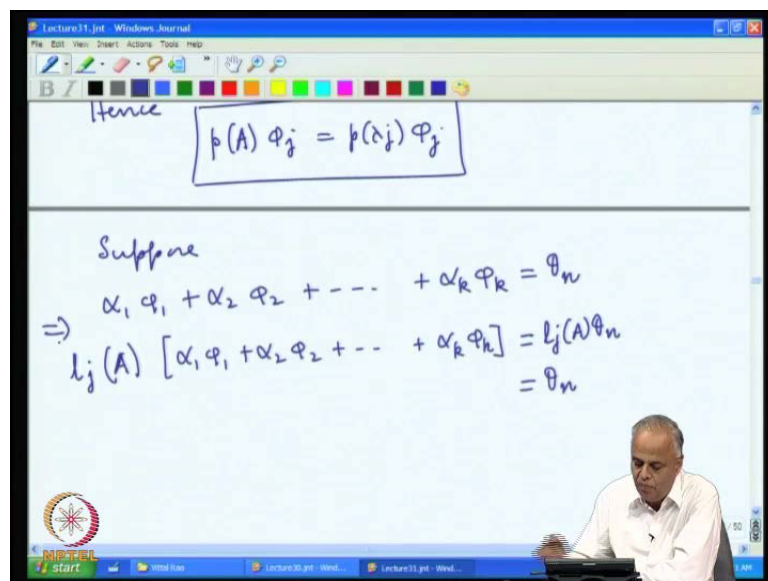 Lecture31.jnt - Windows Journal
File Edit View Insert Actions Tools Help
B I
Hence
p(A) φj = p(λj) φj
Suppose
α1 φ1 + α2 φ2 + --- + αk φk = θn
⇒ lj(A) [α1 φ1 + α2 φ2 + -- + αk φk] = lj(A) θn
= θn
NPTEL
/ 50
start
Vittal Rao
Lecture30.jnt - Wind...
Lecture31.jnt - Wind...